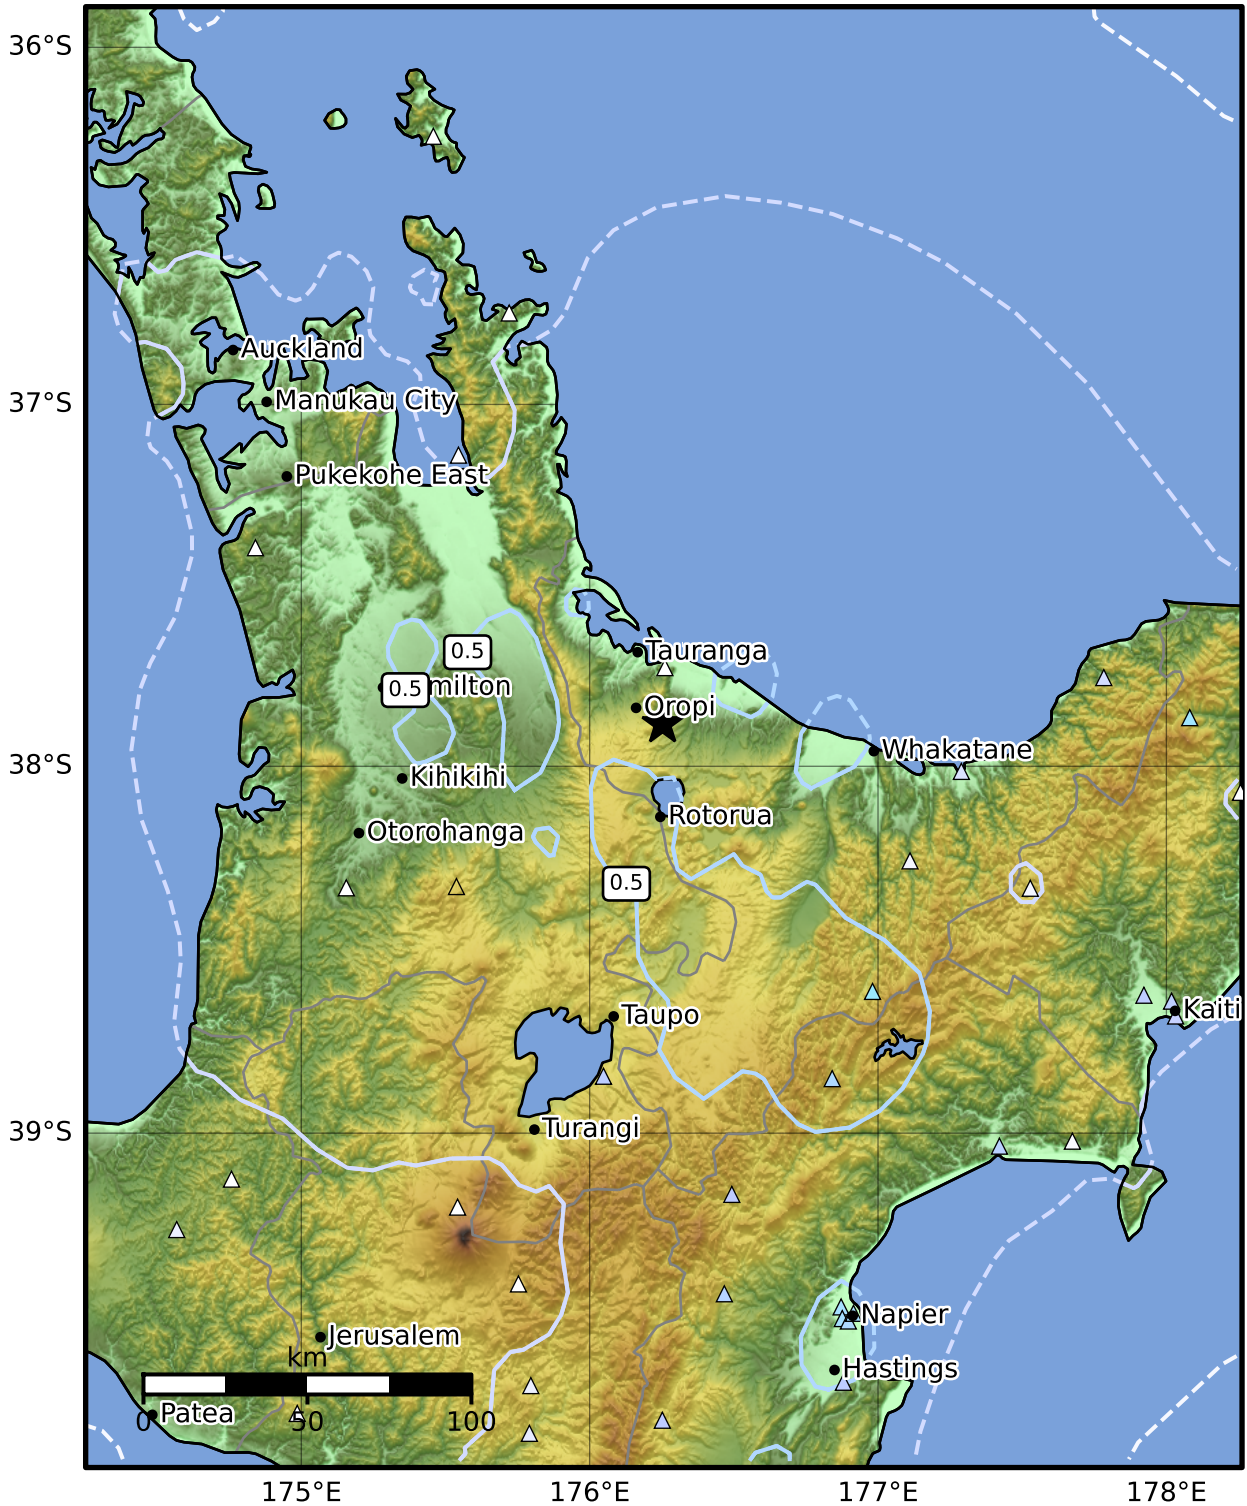 36°S
Auckland
37°S
Manukau City
Pukekohe East
0.5
Tauranga
0.5
milton
Oropi
Whakatane
38°S
Kihikihi
Rotorua
Otorohanga
0.5
Kaiti
Taupo
39°S
Turangi
Napier
Jerusalem
km
Hastings
Patea
0 50 100
175°E 176°E 177°E 178°E